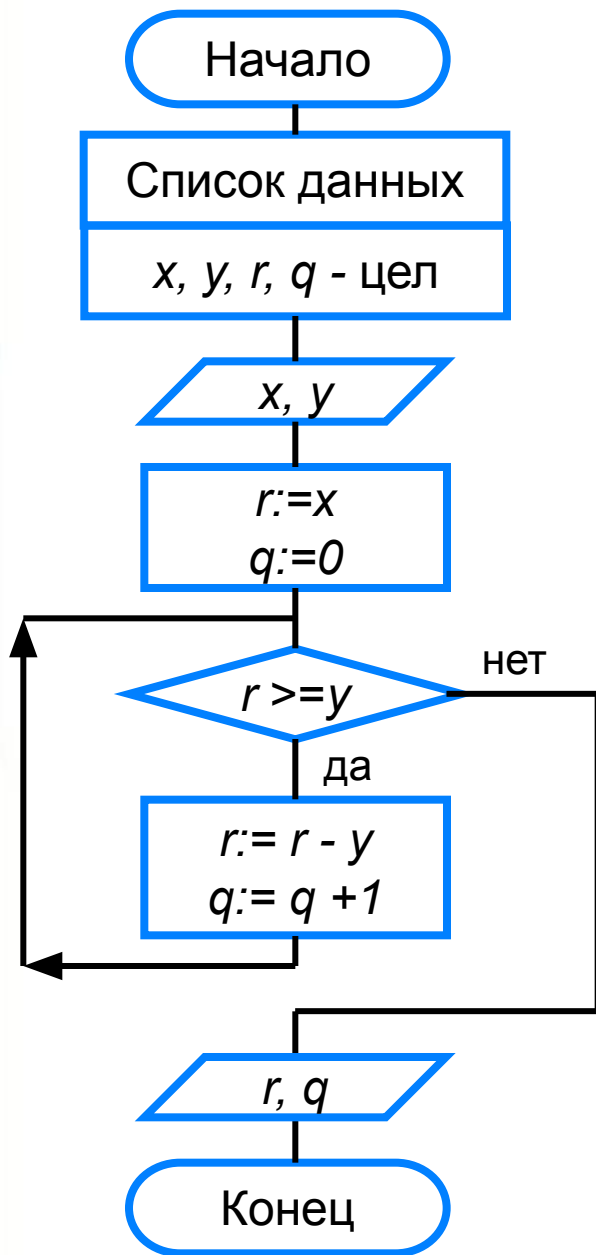 Начало
Список данных
x, y, r, q - цел
x, y
r:=x
q:=0
r >=y
нет
да
r:= r - y
q:= q +1
r, q
Конец